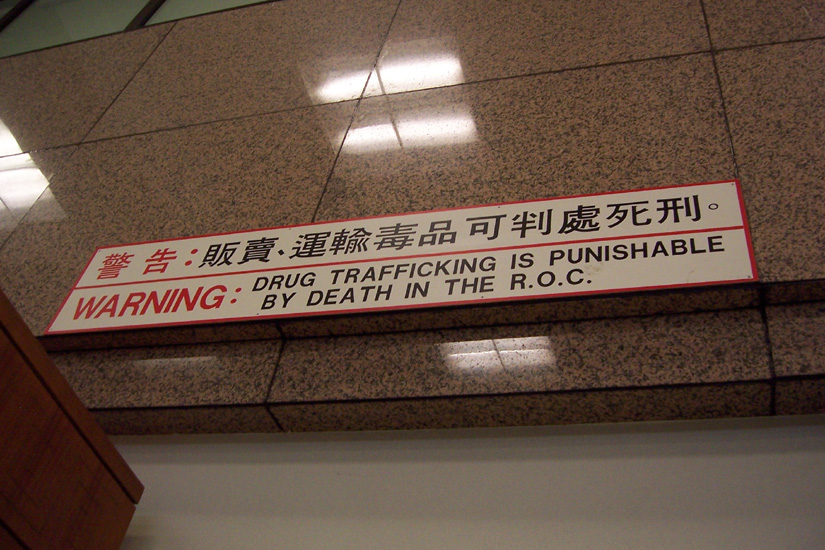 警告：販賣、運輸毒品可判處死刑。
WARNING: DRUG TRAFFICKING IS PUNISHABLE
BY DEATH IN THE R.O.C.